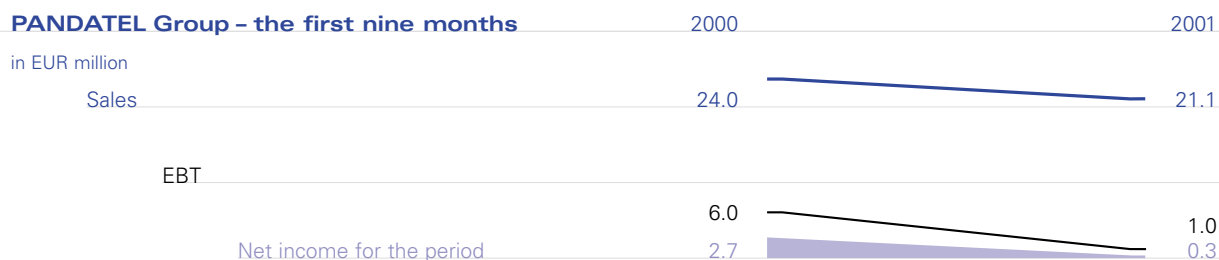 PANDATEL Group – the first nine months 2000 2001
in EUR million
Sales 24.0 21.1
EBT
6.0 1.0
Net income for the period 2.7 0.3